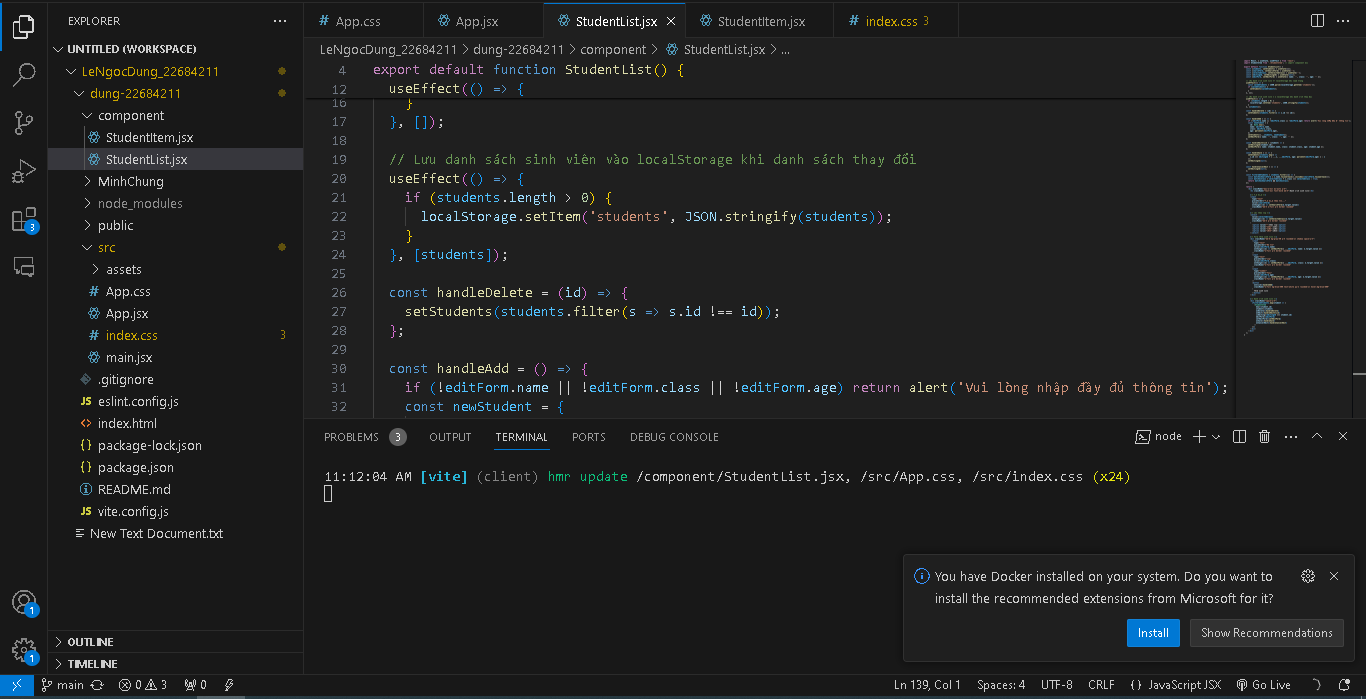 EXPLORER
UNTITLED (WORKSPACE)
LeNgocDung_22684211
dung-22684211
component
StudentItem.jsx
StudentList.jsx
MinhChung
node_modules
public
src
assets
# App.css
App.jsx
# index.css 3
main.jsx
.gitignore
JS eslint.config.js
<> index.html
{} package-lock.json
{} package.json
README.md
JS vite.config.js
New Text Document.txt
OUTLINE
TIMELINE
3
1
1
# App.css
App.jsx
StudentList.jsx
StudentItem.jsx
# index.css 3
LeNgocDung_22684211 > dung-22684211 > component > StudentList.jsx > ...
4 export default function StudentList() {
12 useEffect(() => {
16 }
17 }, []);
18
19 // Lưu danh sách sinh viên vào localStorage khi danh sách thay đổi
20 useEffect(() => {
21 if (students.length > 0) {
22 localStorage.setItem('students', JSON.stringify(students));
23 }
24 }, [students]);
25
26 const handleDelete = (id) => {
27 setStudents(students.filter(s => s.id !== id));
28 };
29
30 const handleAdd = () => {
31 if (!editForm.name || !editForm.class || !editForm.age) return alert('Vui lòng nhập đầy đủ thông tin');
32 const newStudent = {
PROBLEMS 3 OUTPUT TERMINAL PORTS DEBUG CONSOLE
node
11:12:04 AM [vite] (client) hmr update /component/StudentList.jsx, /src/App.css, /src/index.css (x24)
You have Docker installed on your system. Do you want to
install the recommended extensions from Microsoft for it?
Install
Show Recommendations
main 0 3 0 Ln 139, Col 1 Spaces: 4 UTF-8 CRLF {} JavaScript JSX Go Live